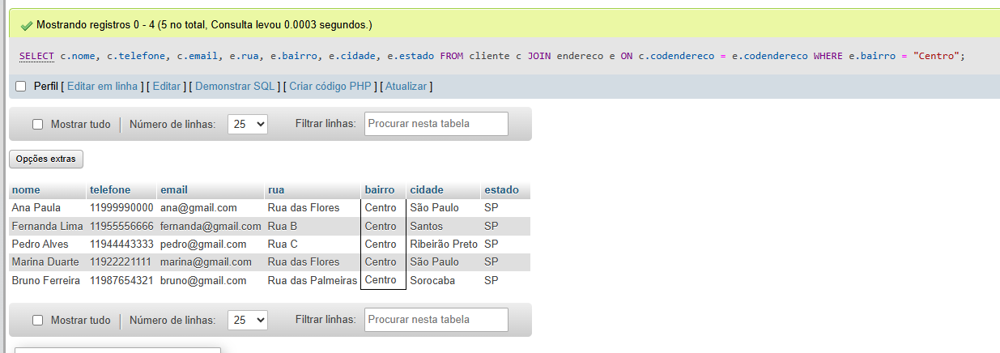 Mostrando registros 0 - 4 (5 no total, Consulta levou 0.0003 segundos.)
SELECT c.nome, c.telefone, c.email, e.rua, e.bairro, e.cidade, e.estado FROM cliente c JOIN endereco e ON c.codendereco = e.codendereco WHERE e.bairro = "Centro";
Perfil [ Editar em linha ] [ Editar ] [ Demonstrar SQL ] [ Criar código PHP ] [ Atualizar ]
Mostrar tudo Número de linhas: 25 Filtrar linhas: Procurar nesta tabela
Opções extras
nome telefone email rua bairro cidade estado
Ana Paula 11999990000 ana@gmail.com Rua das Flores Centro São Paulo SP
Fernanda Lima 11955556666 fernanda@gmail.com Rua B Centro Santos SP
Pedro Alves 11944443333 pedro@gmail.com Rua C Centro Ribeirão Preto SP
Marina Duarte 11922221111 marina@gmail.com Rua das Flores Centro São Paulo SP
Bruno Ferreira 11987654321 bruno@gmail.com Rua das Palmeiras Centro Sorocaba SP
Mostrar tudo Número de linhas: 25 Filtrar linhas: Procurar nesta tabela